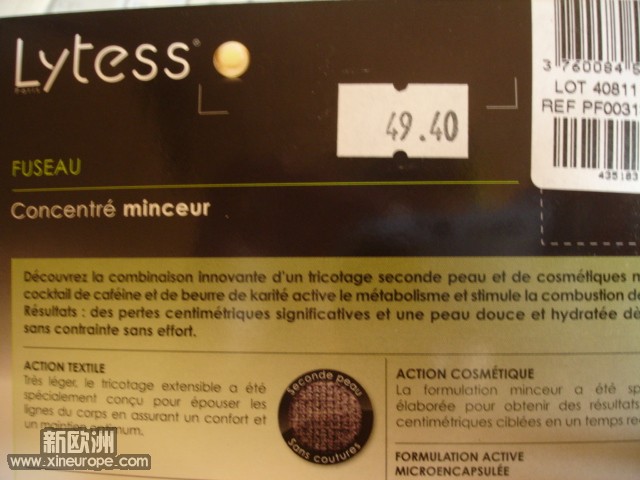 Lytess®
Paris
49.40
3 760084
LOT 40811
REF PF0031
435183
FUSEAU
Concentré minceur
Découvrez la combinaison innovante d'un tricotage seconde peau et de cosmétiques
cocktail de caféine et de beurre de karité active le métabolisme et stimule la combustion
Résultats : des pertes centimétriques significatives et une peau douce et hydratée
sans contrainte sans effort.
ACTION TEXTILE
Très léger, le tricotage extensible a été
spécialement conçu pour épouser les
lignes du corps en assurant un confort et
un maintien optimum.
Seconde peau
Sans coutures
ACTION COSMÉTIQUE
La formulation minceur a été
élaborée pour obtenir des résultats
centimétriques ciblées en un temps
FORMULATION ACTIVE
MICROENCAPSULÉE
新欧洲
www.xineurope.com